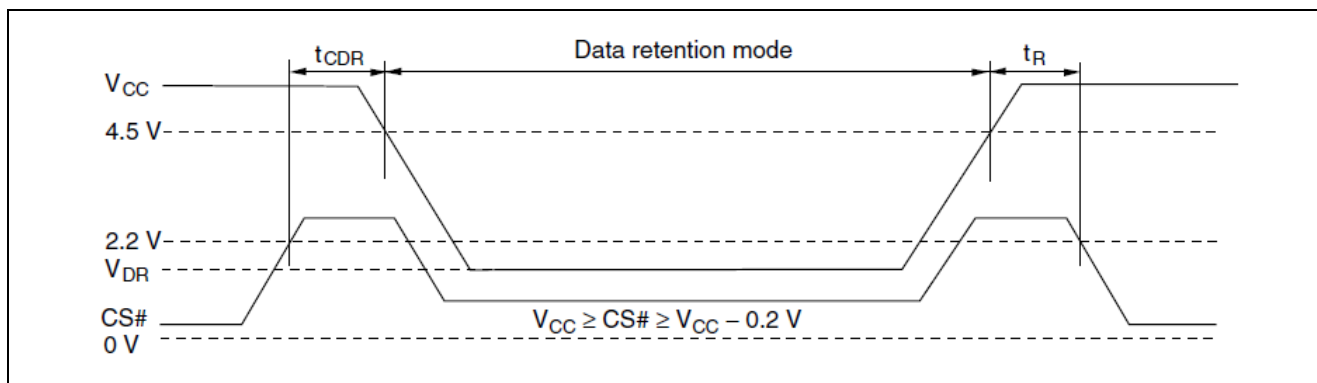 tCDR
Data retention mode
tR
VCC
4.5 V
2.2 V
VDR
CS#
VCC ≥ CS# ≥ VCC – 0.2 V
0 V